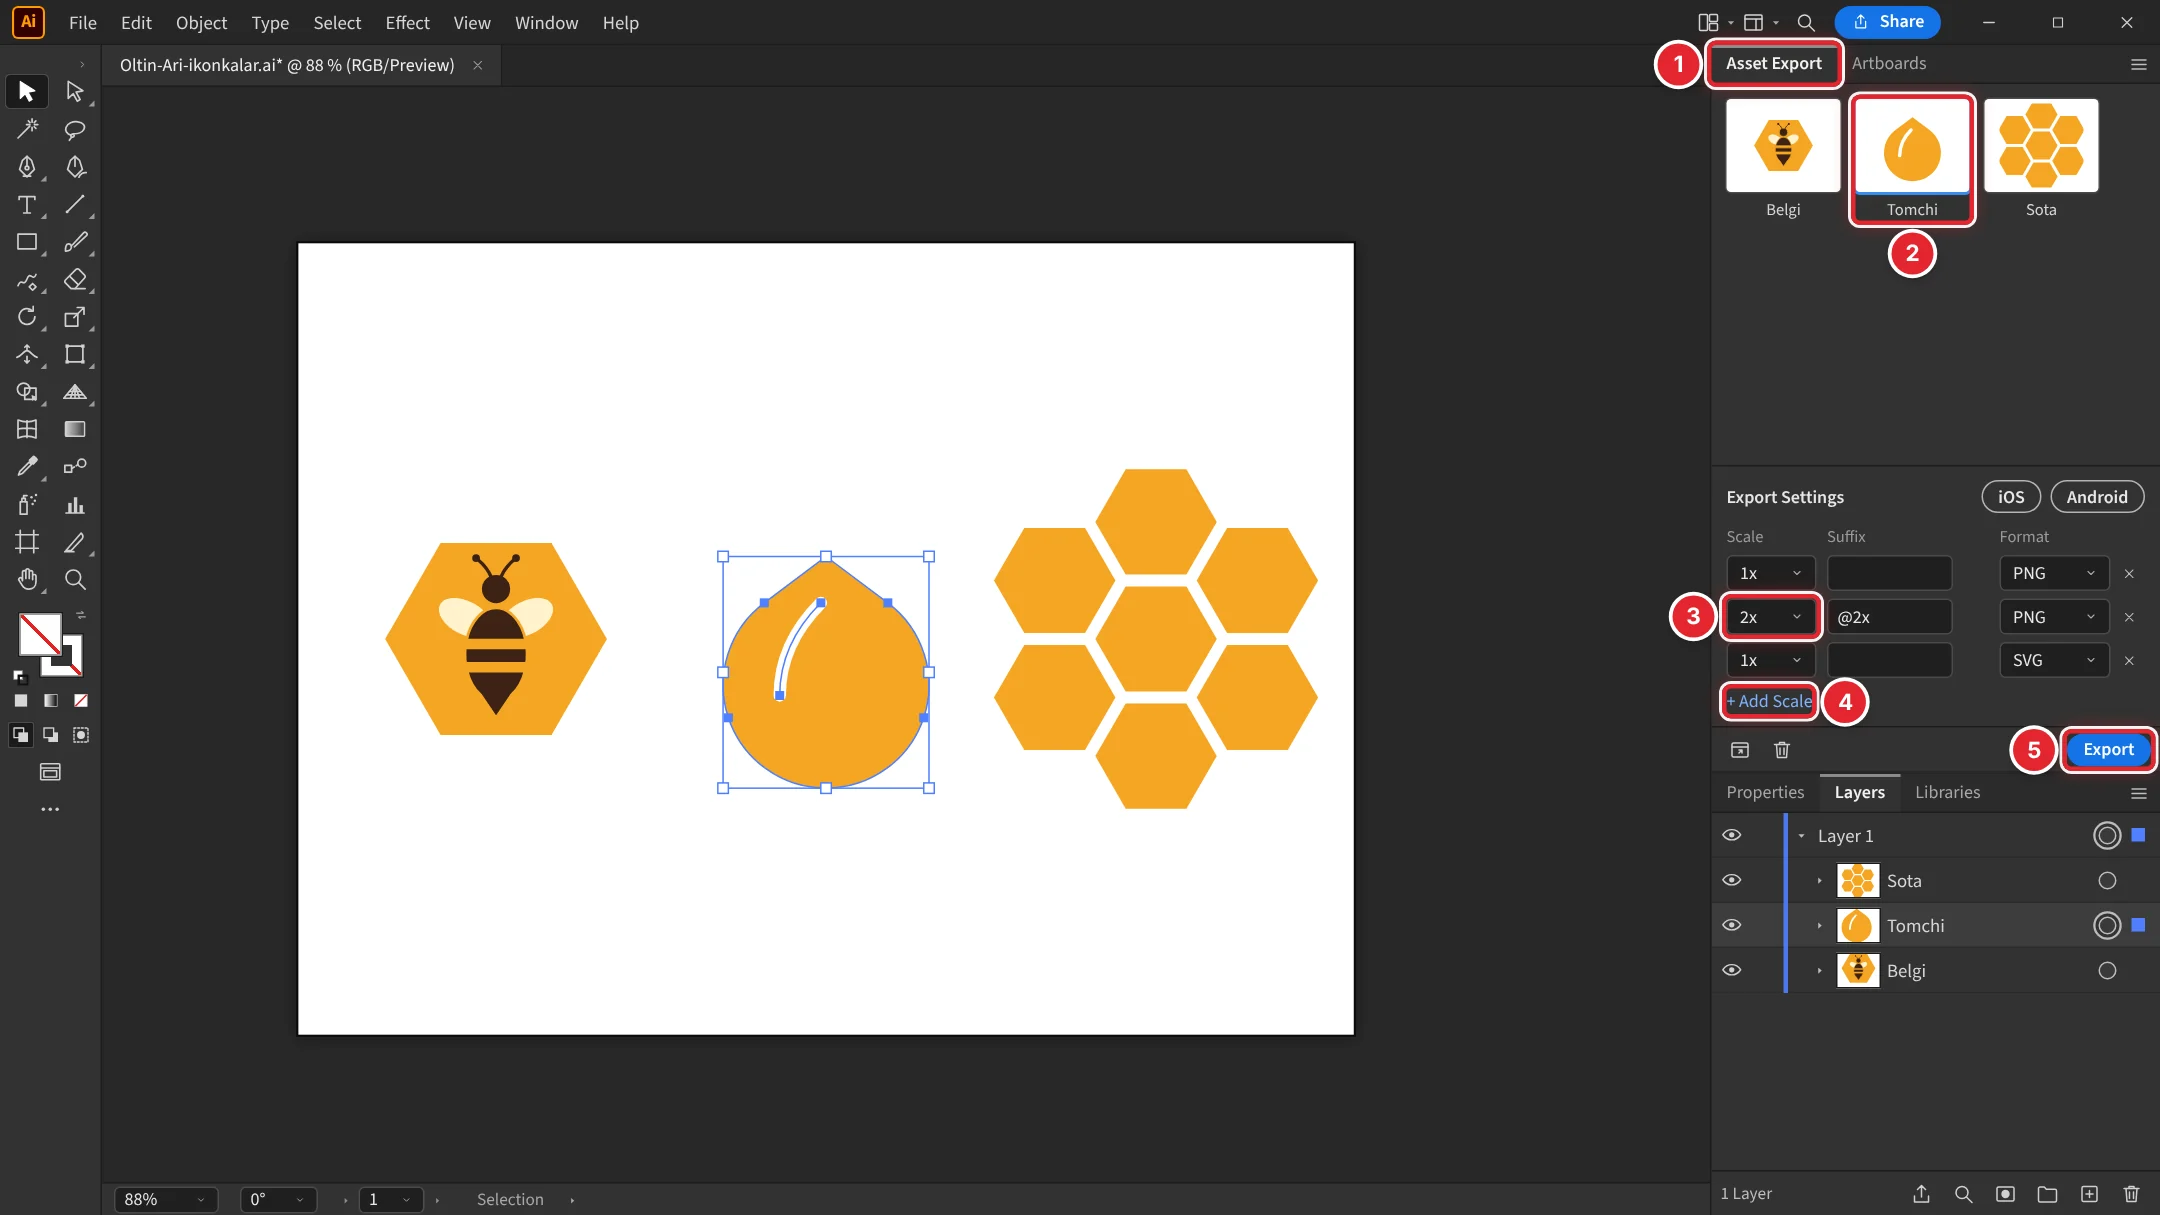 Ai File Edit Object Type Select Effect View Window Help Share
Oltin-Ari-ikonkalar.ai* @ 88 % (RGB/Preview)
1 Asset Export Artboards
Belgi Tomchi Sota
2
Export Settings iOS Android
Scale Suffix Format
1x PNG
3 2x @2x PNG
1x SVG
+ Add Scale 4
5 Export
Properties Layers Libraries
Layer 1
Sota
Tomchi
Belgi
1 Layer
88% 0° 1 Selection